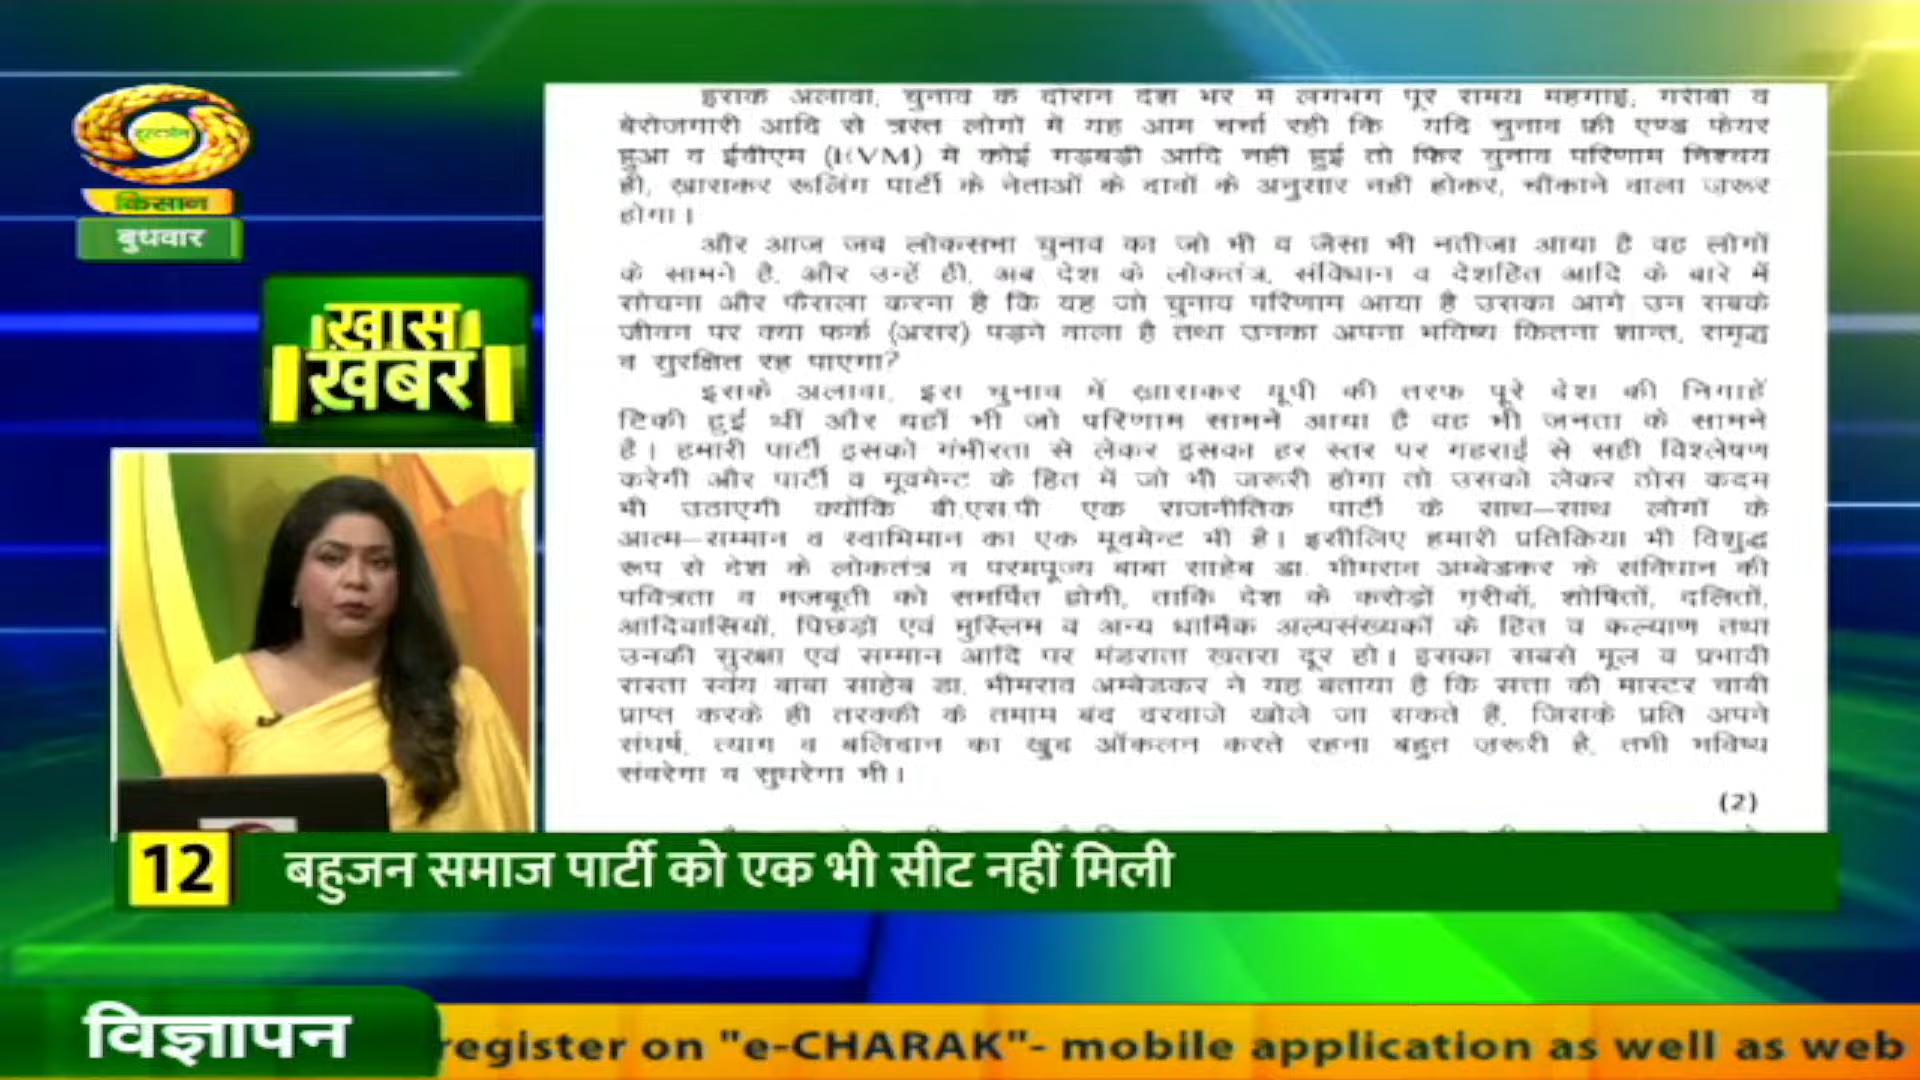 दूरदर्शन
किसान
बुधवार
ख़ास
ख़बर
इसके अलावा, चुनाव के दौरान देश भर में लगभग पूरे समय महंगाई, गरीबी व
बेरोजगारी आदि से त्रस्त लोगों में यह आम चर्चा रही कि यदि चुनाव फ्री एण्ड फेयर
हुआ व ईवीएम (EVM) में कोई गड़बड़ी आदि नहीं हुई तो फिर चुनाव परिणाम निश्चय
ही, ख़ासकर रूलिंग पार्टी के नेताओं के दावों के अनुसार नहीं होकर, चौंकाने वाला ज़रूर
होगा।
और आज जब लोकसभा चुनाव का जो भी व जैसा भी नतीजा आया है वह लोगों
के सामने है, और उन्हें ही, अब देश के लोकतंत्र, संविधान व देशहित आदि के बारे में
सोचना और फैसला करना है कि यह जो चुनाव परिणाम आया है उसका आगे उन सबके
जीवन पर क्या फर्क (असर) पड़ने वाला है तथा उनका अपना भविष्य कितना शान्त, समृद्ध
व सुरक्षित रह पाएगा?
इसके अलावा, इस चुनाव में ख़ासकर यूपी की तरफ पूरे देश की निगाहें
टिकी हुई थीं और यहाँ भी जो परिणाम सामने आया है वह भी जनता के सामने
है। हमारी पार्टी इसको गंभीरता से लेकर इसका हर स्तर पर गहराई से सही विश्लेषण
करेगी और पार्टी व मूवमेन्ट के हित में जो भी जरूरी होगा तो उसको लेकर ठोस कदम
भी उठाएगी क्योंकि बी.एस.पी एक राजनीतिक पार्टी के साथ–साथ लोगों के
आत्म–सम्मान व स्वाभिमान का एक मूवमेन्ट भी है। इसीलिए हमारी प्रतिक्रिया भी विशुद्ध
रूप से देश के लोकतंत्र व परमपूज्य बाबा साहेब डा. भीमराव अम्बेडकर के संविधान की
पवित्रता व मजबूती को समर्पित होगी, ताकि देश के करोड़ों ग़रीबों, शोषितों, दलितों,
आदिवासियों, पिछड़ों एवं मुस्लिम व अन्य धार्मिक अल्पसंख्यकों के हित व कल्याण तथा
उनकी सुरक्षा एवं सम्मान आदि पर मंडराता खतरा दूर हो। इसका सबसे मूल व प्रभावी
रास्ता स्वंय बाबा साहेब डा. भीमराव अम्बेडकर ने यह बताया है कि सत्ता की मास्टर चाबी
प्राप्त करके ही तरक्की के तमाम बंद दरवाजे खोले जा सकते हैं, जिसके प्रति अपने
संघर्ष, त्याग व बलिदान का खुद आँकलन करते रहना बहुत ज़रूरी है, तभी भविष्य
संवरेगा व सुधरेगा भी।
(2)
12 बहुजन समाज पार्टी को एक भी सीट नहीं मिली
विज्ञापन register on "e-CHARAK"- mobile application as well as web